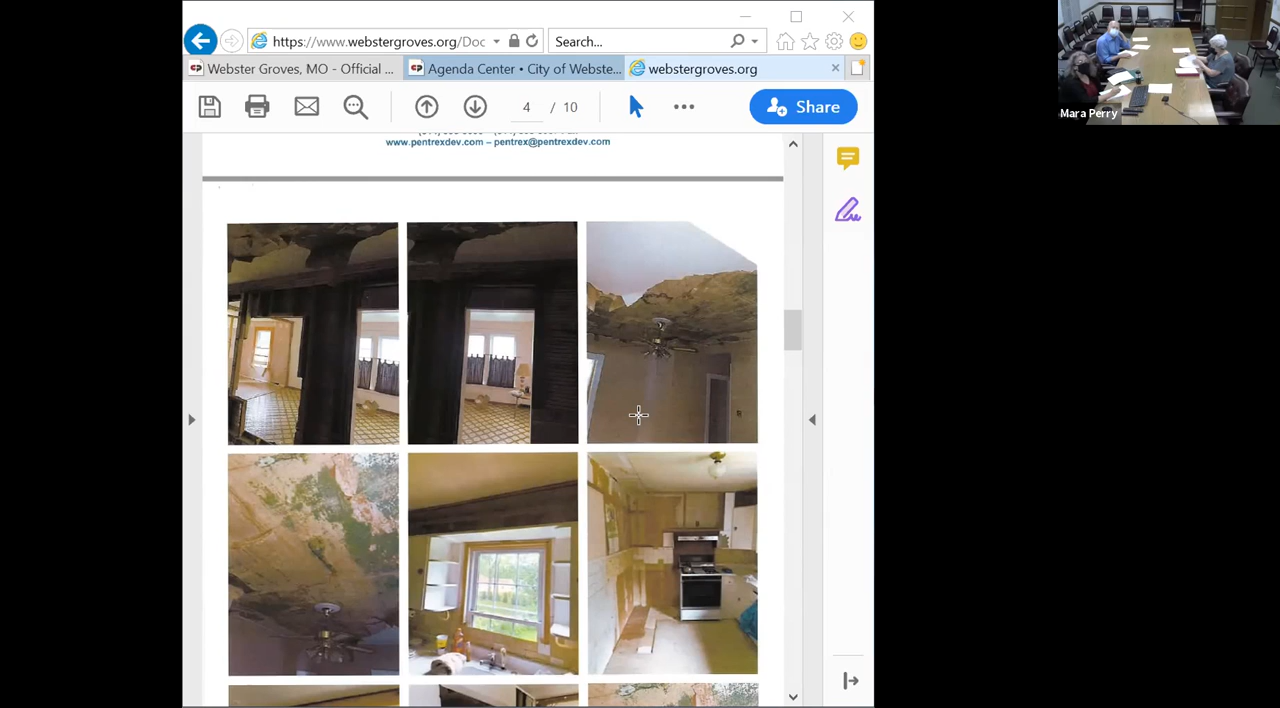 https://www.webstergroves.org/Doc
Search...
Webster Groves, MO - Official ...
Agenda Center • City of Webste...
webstergroves.org
4 / 10
Share
www.pentrexdev.com – pentrex@pentrexdev.com
Mara Perry